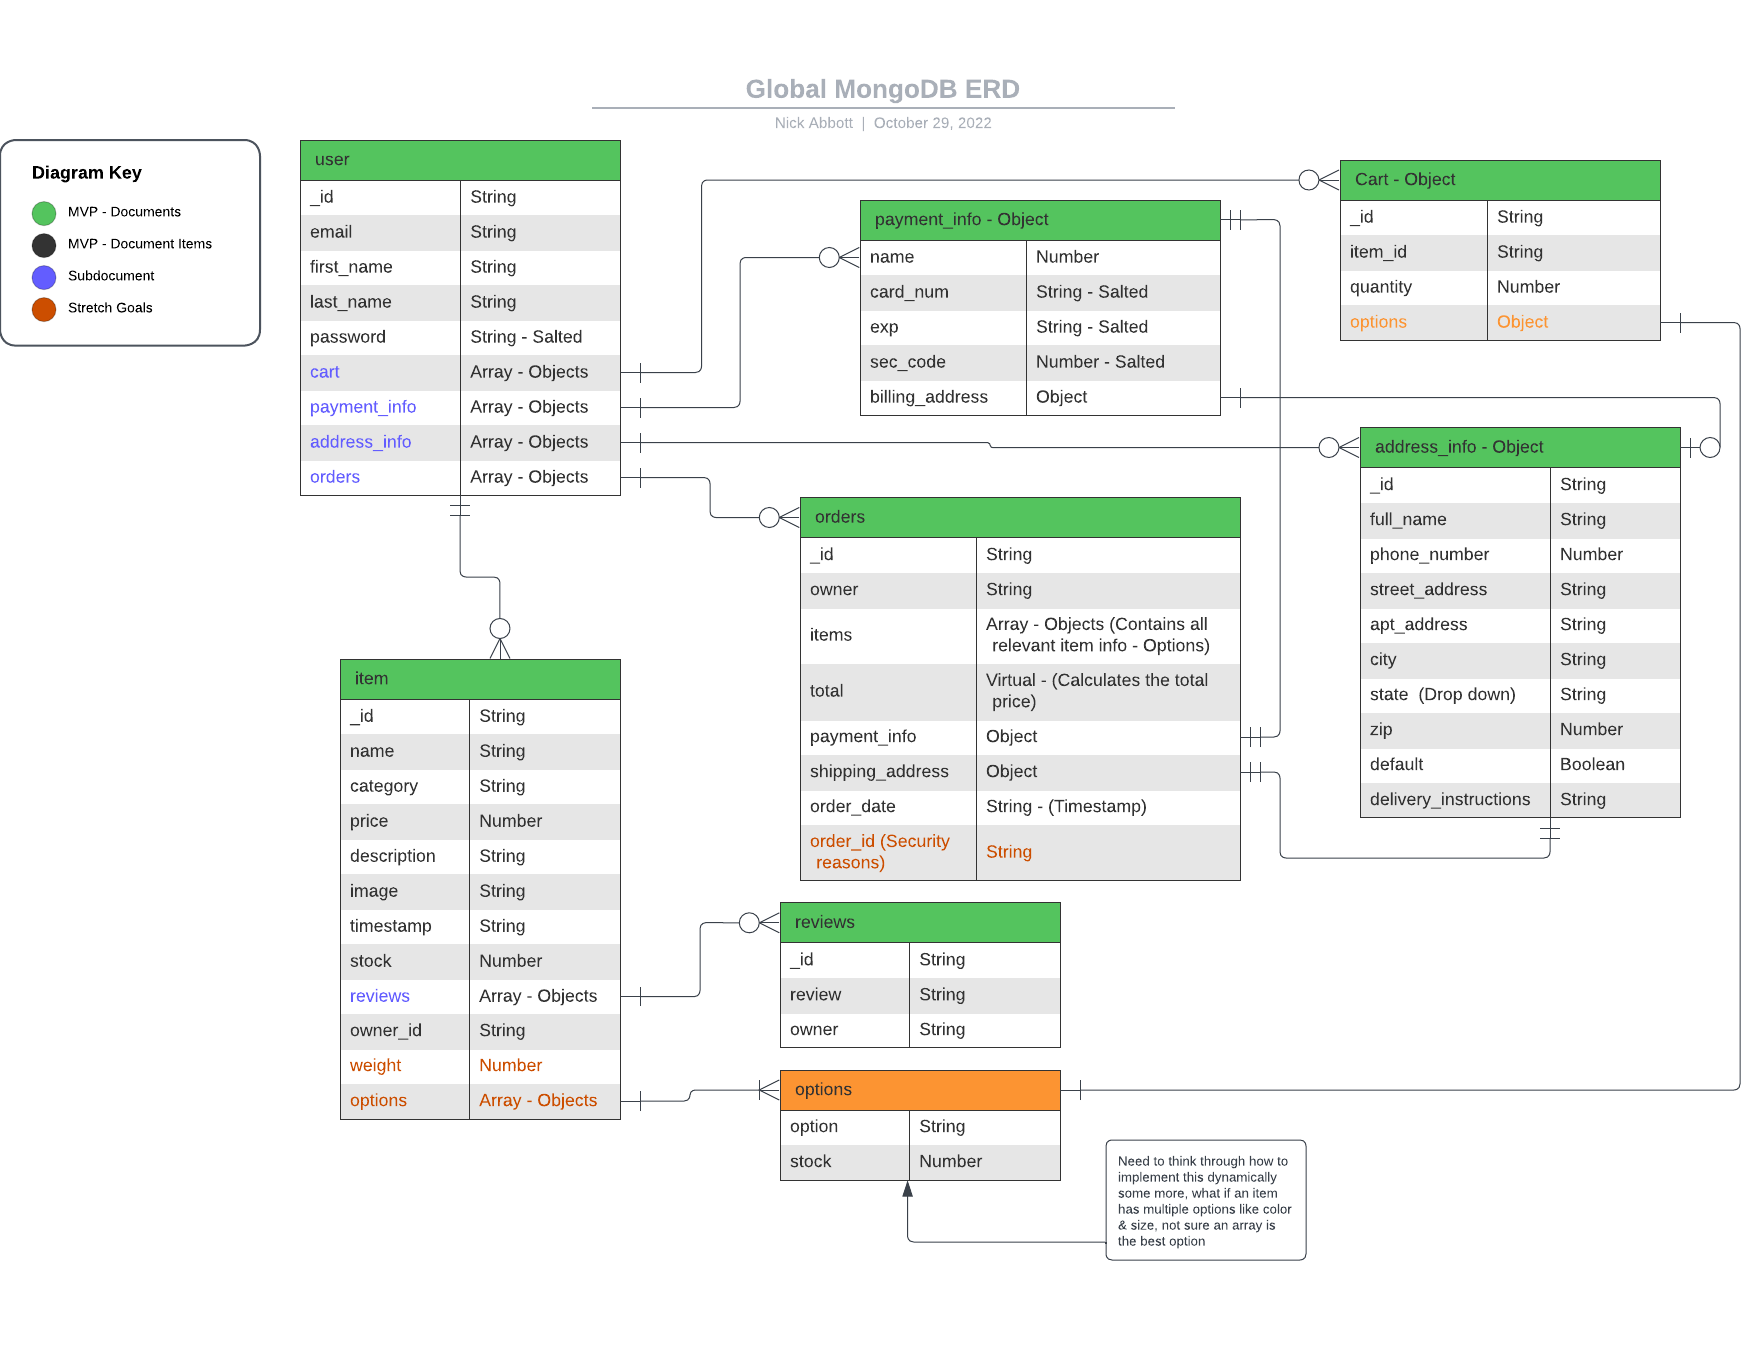 Global MongoDB ERD
Nick Abbott | October 29, 2022
Diagram Key
MVP - Documents
MVP - Document Items
Subdocument
Stretch Goals
user
_id String
email String
first_name String
last_name String
password String - Salted
cart Array - Objects
payment_info Array - Objects
address_info Array - Objects
orders Array - Objects
payment_info - Object
name Number
card_num String - Salted
exp String - Salted
sec_code Number - Salted
billing_address Object
Cart - Object
_id String
item_id String
quantity Number
options Object
address_info - Object
_id String
full_name String
phone_number Number
street_address String
apt_address String
city String
state (Drop down) String
zip Number
default Boolean
delivery_instructions String
orders
_id String
owner String
items Array - Objects (Contains all
relevant item info - Options)
total Virtual - (Calculates the total
price)
payment_info Object
shipping_address Object
order_date String - (Timestamp)
order_id (Security
reasons) String
item
_id String
name String
category String
price Number
description String
image String
timestamp String
stock Number
reviews Array - Objects
owner_id String
weight Number
options Array - Objects
reviews
_id String
review String
owner String
options
option String
stock Number
Need to think through how to
implement this dynamically
some more, what if an item
has multiple options like color
& size, not sure an array is
the best option